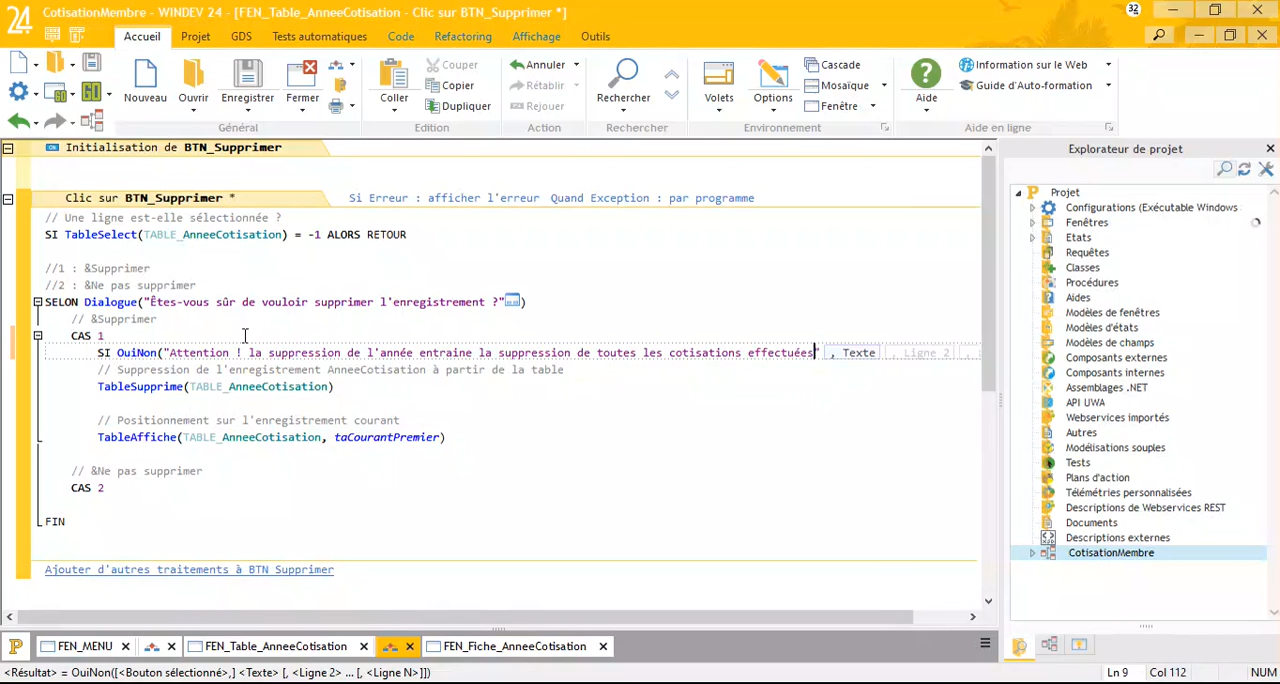 24 CotisationMembre - WINDEV 24 - [FEN_Table_AnneeCotisation - Clic sur BTN_Supprimer *] 32
Accueil Projet GDS Tests automatiques Code Refactoring Affichage Outils
Nouveau Ouvrir Enregistrer Fermer
Général
Coller Couper Copier Dupliquer
Edition
Annuler Rétablir Rejouer
Action
Rechercher
Rechercher
Volets Options Cascade Mosaïque Fenêtre
Environnement
Aide Information sur le Web Guide d'Auto-formation
Aide en ligne
Initialisation de BTN_Supprimer
Clic sur BTN_Supprimer * Si Erreur : afficher l'erreur Quand Exception : par programme
// Une ligne est-elle sélectionnée ?
SI TableSelect(TABLE_AnneeCotisation) = -1 ALORS RETOUR
//1 : &Supprimer
//2 : &Ne pas supprimer
SELON Dialogue("Êtes-vous sûr de vouloir supprimer l'enregistrement ?")
// &Supprimer
CAS 1
SI OuiNon("Attention ! la suppression de l'année entraine la suppression de toutes les cotisations effectuées" , Texte , Ligne 2 ,
// Suppression de l'enregistrement AnneeCotisation à partir de la table
TableSupprime(TABLE_AnneeCotisation)
// Positionnement sur l'enregistrement courant
TableAffiche(TABLE_AnneeCotisation, taCourantPremier)
// &Ne pas supprimer
CAS 2
FIN
Ajouter d'autres traitements à BTN Supprimer
Explorateur de projet
Projet
Configurations (Exécutable Windows
Fenêtres
Etats
Requêtes
Classes
Procédures
Aides
Modèles de fenêtres
Modèles d'états
Modèles de champs
Composants externes
Composants internes
Assemblages .NET
API UWA
Webservices importés
Autres
Modélisations souples
Tests
Plans d'action
Télémétries personnalisées
Descriptions de Webservices REST
Documents
Descriptions externes
CotisationMembre
FEN_MENU FEN_Table_AnneeCotisation FEN_Fiche_AnneeCotisation
<Résultat> = OuiNon([<Bouton sélectionné>,] <Texte> [, <Ligne 2> ... [, <Ligne N>]]) Ln 9 Col 112 NUM